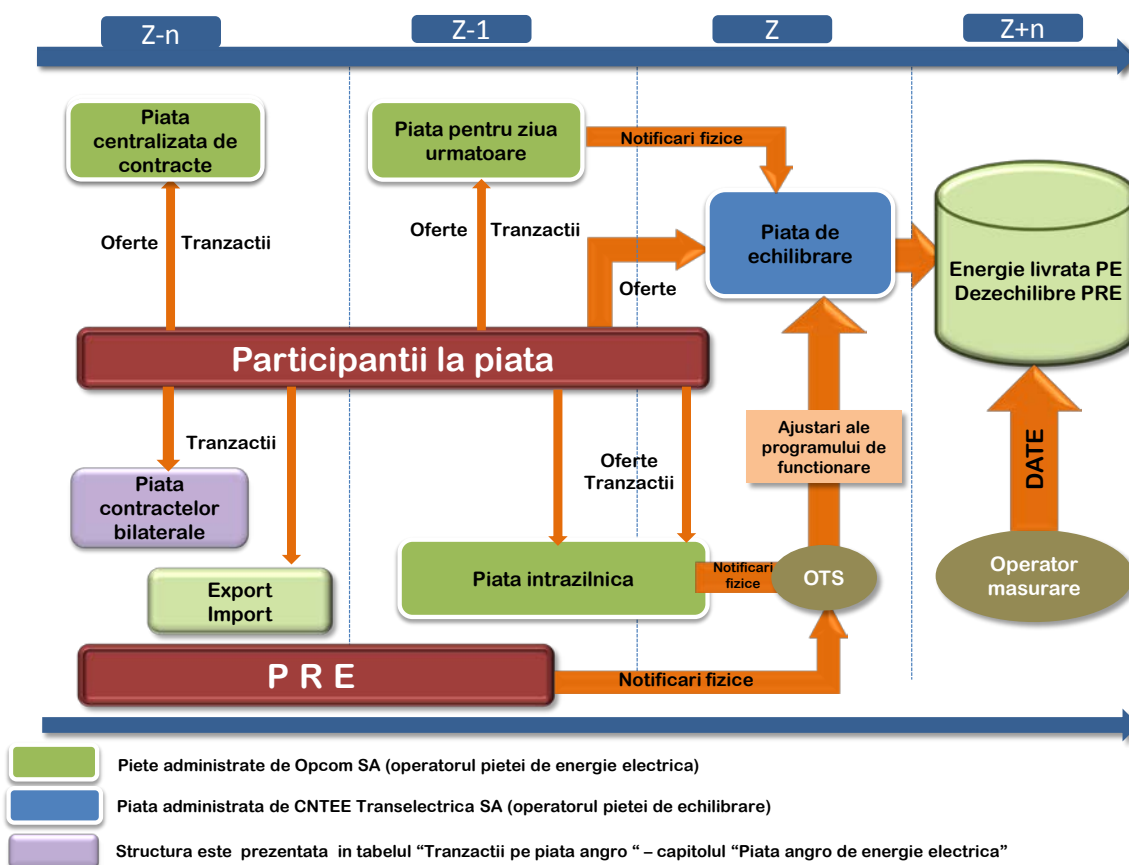 Z-n
Z-1
Z
Z+n
Piata
centralizata de
contracte
Piata pentru ziua
urmatoare
Notificari fizice
Oferte
Tranzactii
Oferte
Tranzactii
Piata de
echilibrare
Oferte
Energie livrata PE
Dezechilibre PRE
Participantii la piata
Tranzactii
Oferte
Tranzactii
Ajustari ale
programului de
functionare
DATE
Piata
contractelor
bilaterale
Export
Import
Piata intrazilnica
Notificari
fizice
OTS
Operator
masurare
P R E
Notificari fizice
Piete administrate de Opcom SA (operatorul pietei de energie electrica)
Piata administrata de CNTEE Transelectrica SA (operatorul pietei de echilibrare)
Structura este prezentata in tabelul “Tranzactii pe piata angro “ – capitolul “Piata angro de energie electrica”